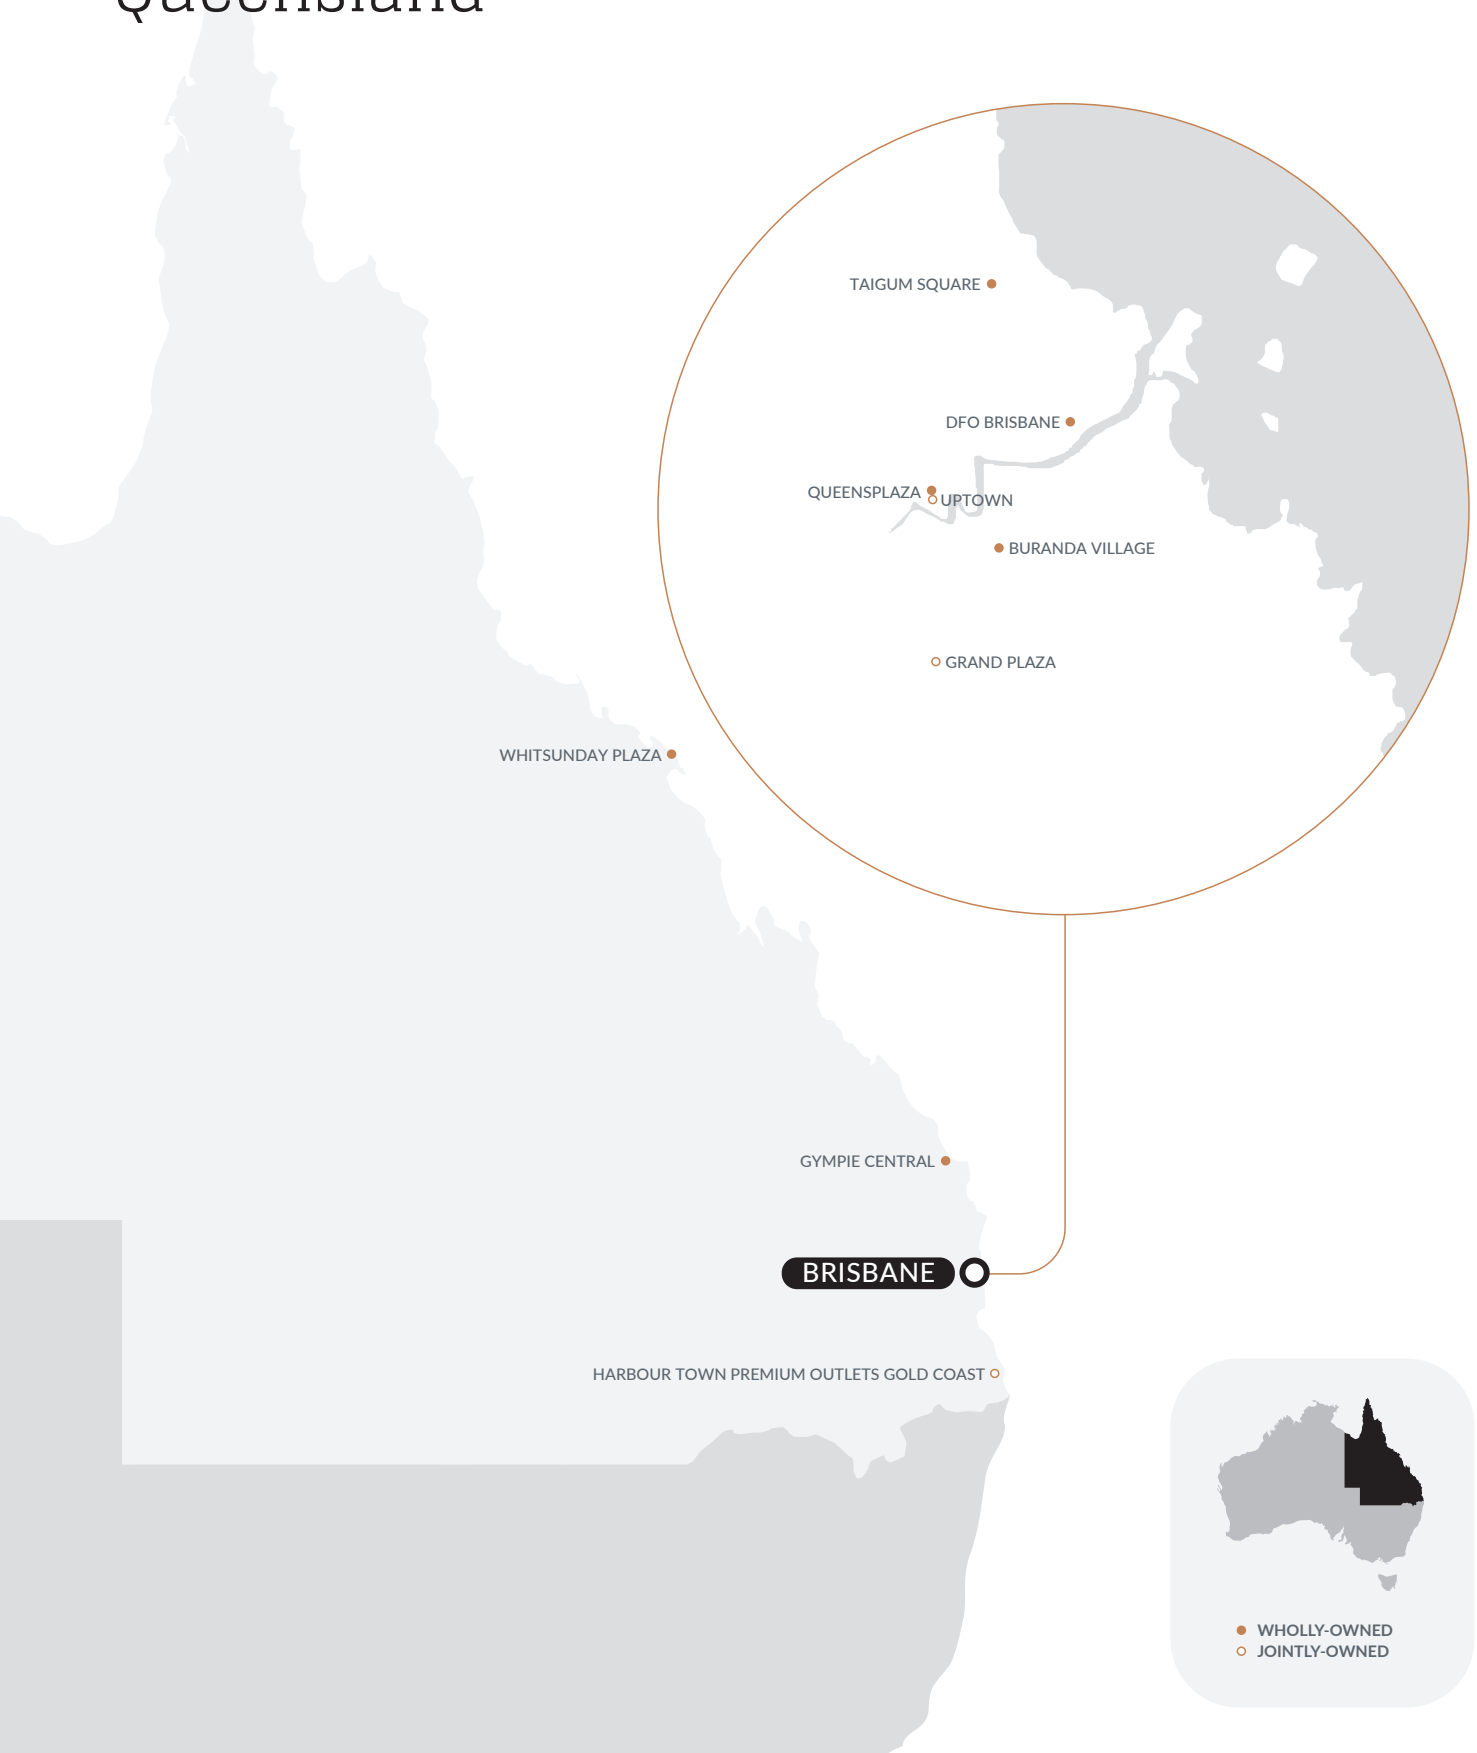 Queensland
TAIGUM SQUARE
DFO BRISBANE
QUEENSPLAZA
UPTOWN
BURANDA VILLAGE
GRAND PLAZA
WHITSUNDAY PLAZA
GYMPIE CENTRAL
BRISBANE
HARBOUR TOWN PREMIUM OUTLETS GOLD COAST
WHOLLY-OWNED
JOINTLY-OWNED